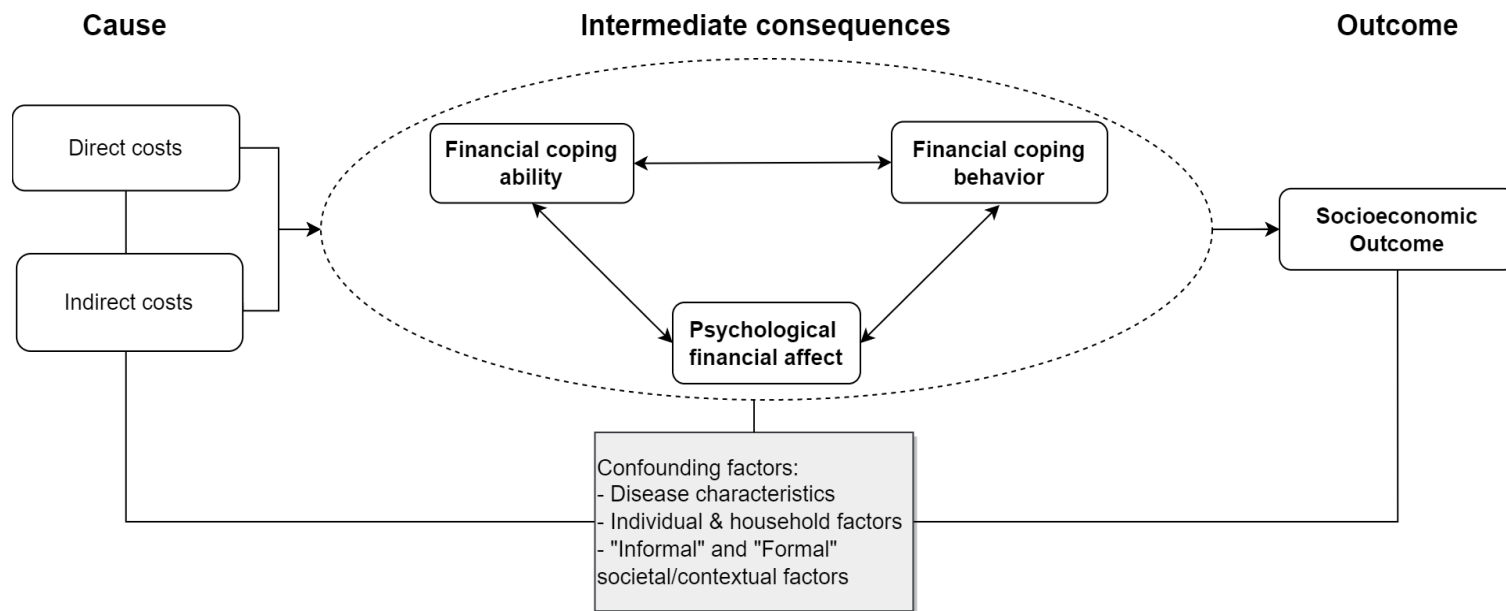 Cause
Intermediate consequences
Outcome
Direct costs
Indirect costs
Financial coping
ability
Financial coping
behavior
Psychological
financial affect
Socioeconomic
Outcome
Confounding factors:
- Disease characteristics
- Individual & household factors
- "Informal" and "Formal"
societal/contextual factors